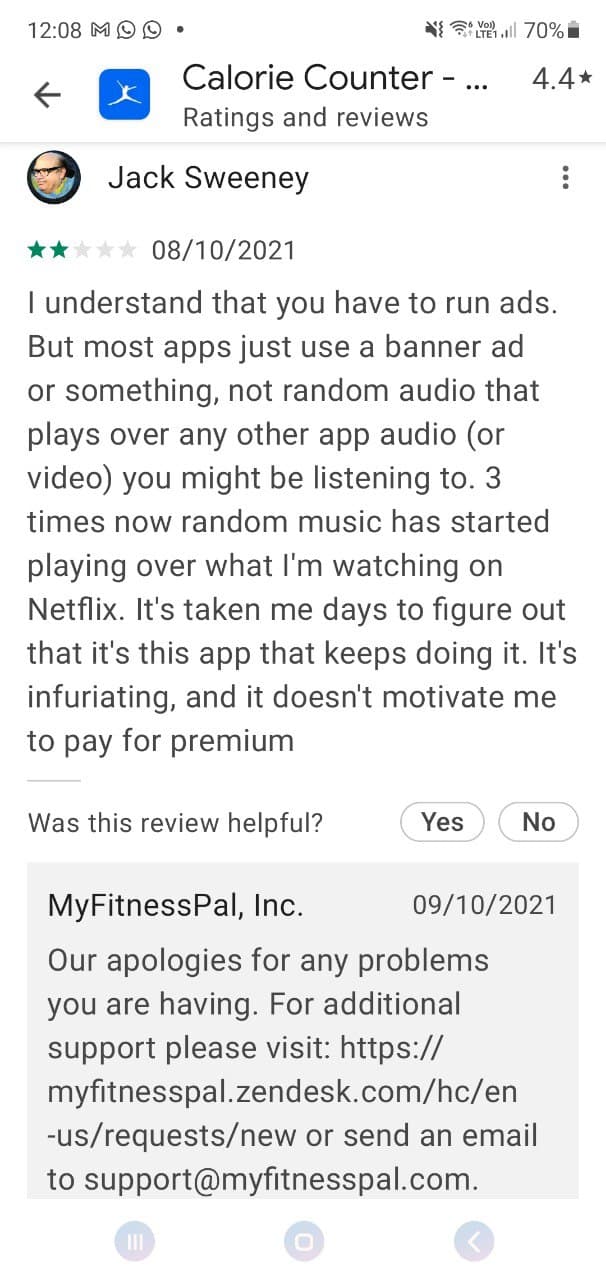 12:08
Vo))
LTE1
70%
Calorie Counter - ...
4.4★
Ratings and reviews
Jack Sweeney
08/10/2021
I understand that you have to run ads.
But most apps just use a banner ad
or something, not random audio that
plays over any other app audio (or
video) you might be listening to. 3
times now random music has started
playing over what I'm watching on
Netflix. It's taken me days to figure out
that it's this app that keeps doing it. It's
infuriating, and it doesn't motivate me
to pay for premium
Was this review helpful?
Yes
No
MyFitnessPal, Inc.
09/10/2021
Our apologies for any problems
you are having. For additional
support please visit: https://
myfitnesspal.zendesk.com/hc/en
-us/requests/new or send an email
to support@myfitnesspal.com.